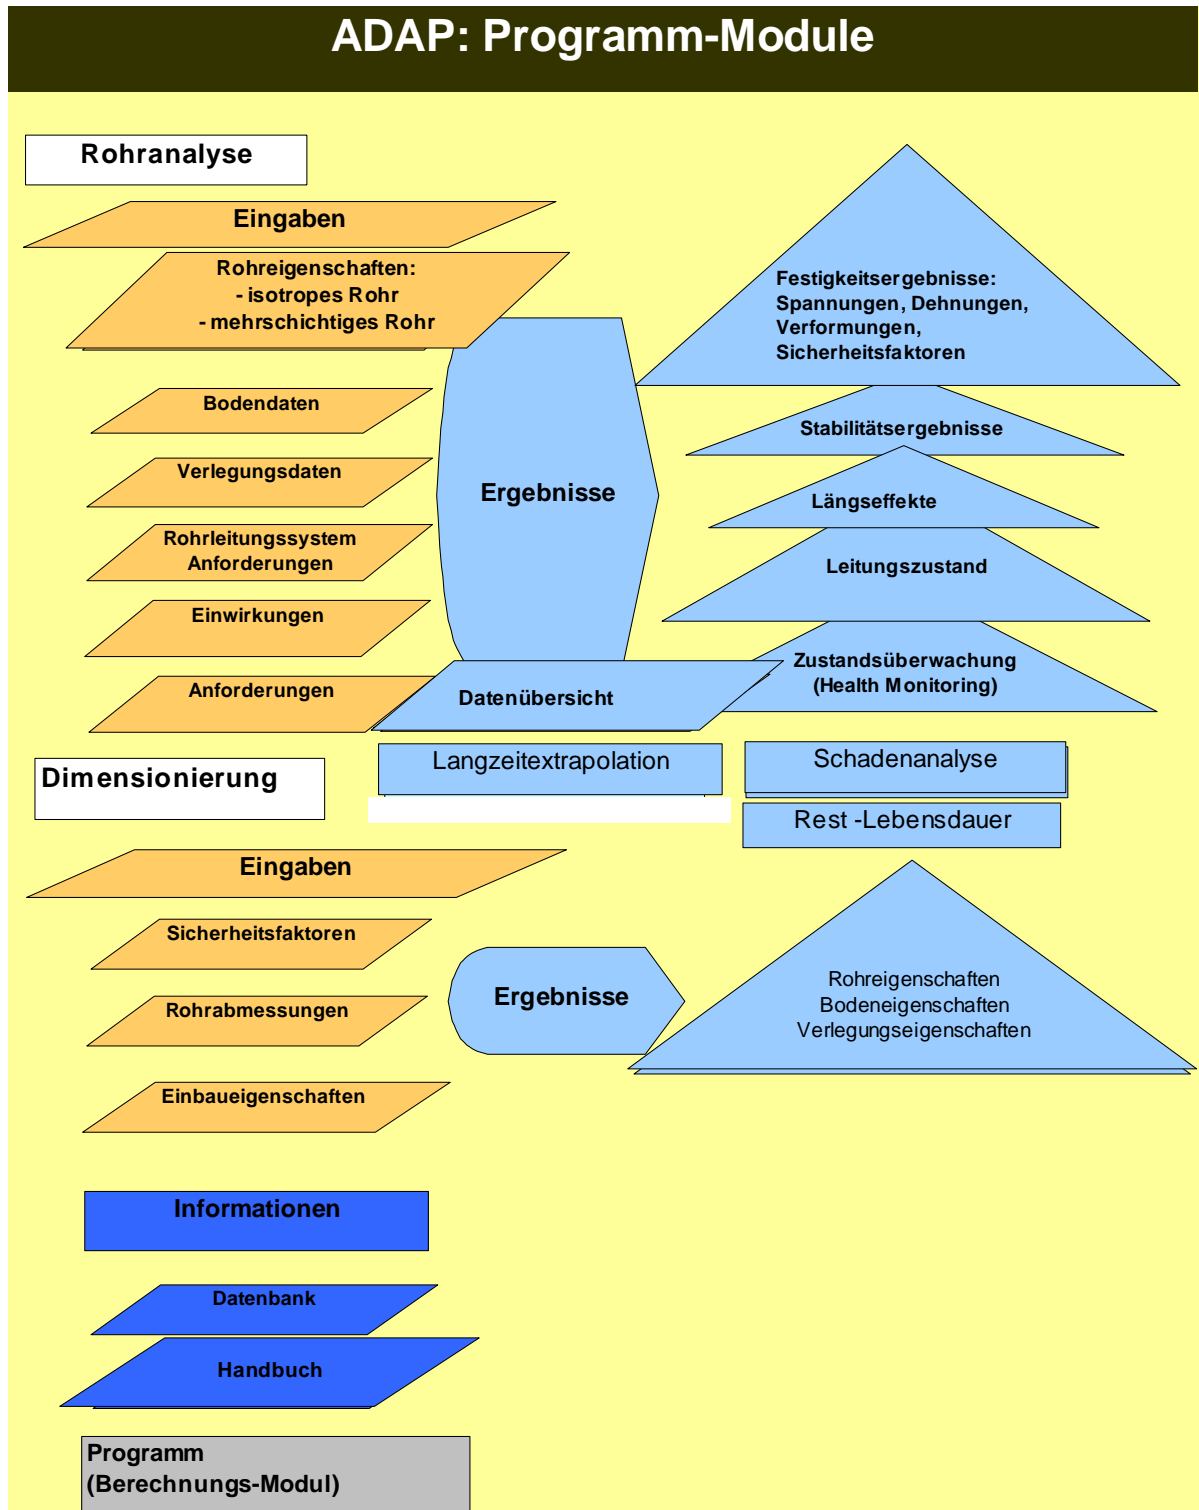 ADAP: Programm-Module
Rohranalyse
Eingaben
Rohreigenschaften:
- isotropes Rohr
- mehrschichtiges Rohr
Bodendaten
Verlegungsdaten
Rohrleitungssystem
Anforderungen
Einwirkungen
Anforderungen
Ergebnisse
Datenübersicht
Langzeitextrapolation
Festigkeitsergebnisse:
Spannungen, Dehnungen,
Verformungen,
Sicherheitsfaktoren
Stabilitätsergebnisse
Längseffekte
Leitungszustand
Zustandsüberwachung
(Health Monitoring)
Schadenanalyse
Rest -Lebensdauer
Dimensionierung
Eingaben
Sicherheitsfaktoren
Rohrabmessungen
Einbaueigenschaften
Ergebnisse
Rohreigenschaften
Bodeneigenschaften
Verlegungseigenschaften
Informationen
Datenbank
Handbuch
Programm
(Berechnungs-Modul)